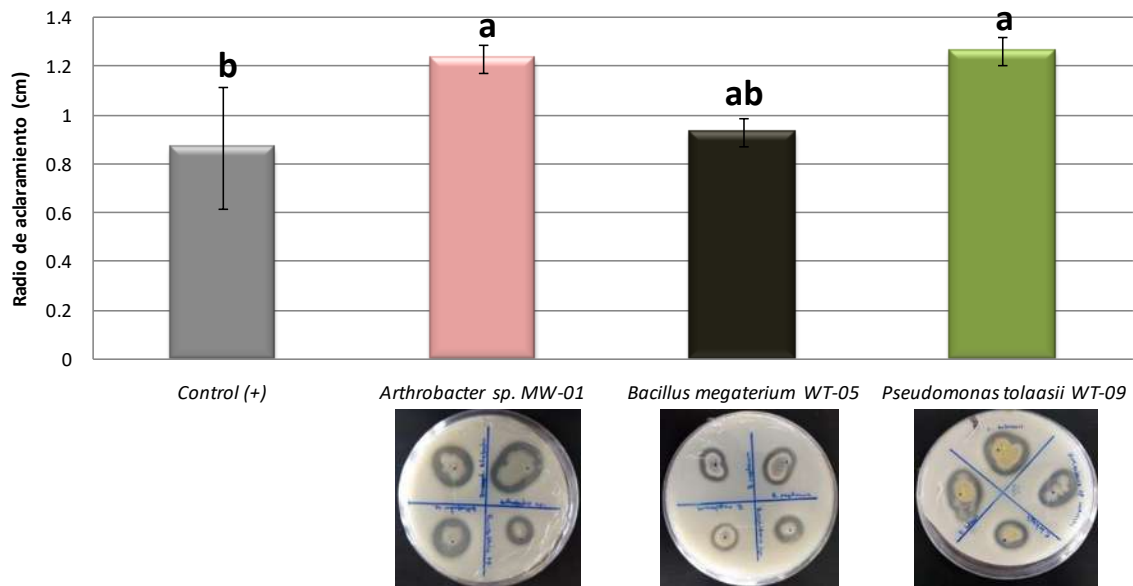 Radio de aclaramiento (cm)
1.4
1.2
1
0.8
0.6
0.4
0.2
0
b
a
ab
a
Control (+)
Arthrobacter sp. MW-01
Bacillus megaterium WT-05
Pseudomonas tolaasii WT-09